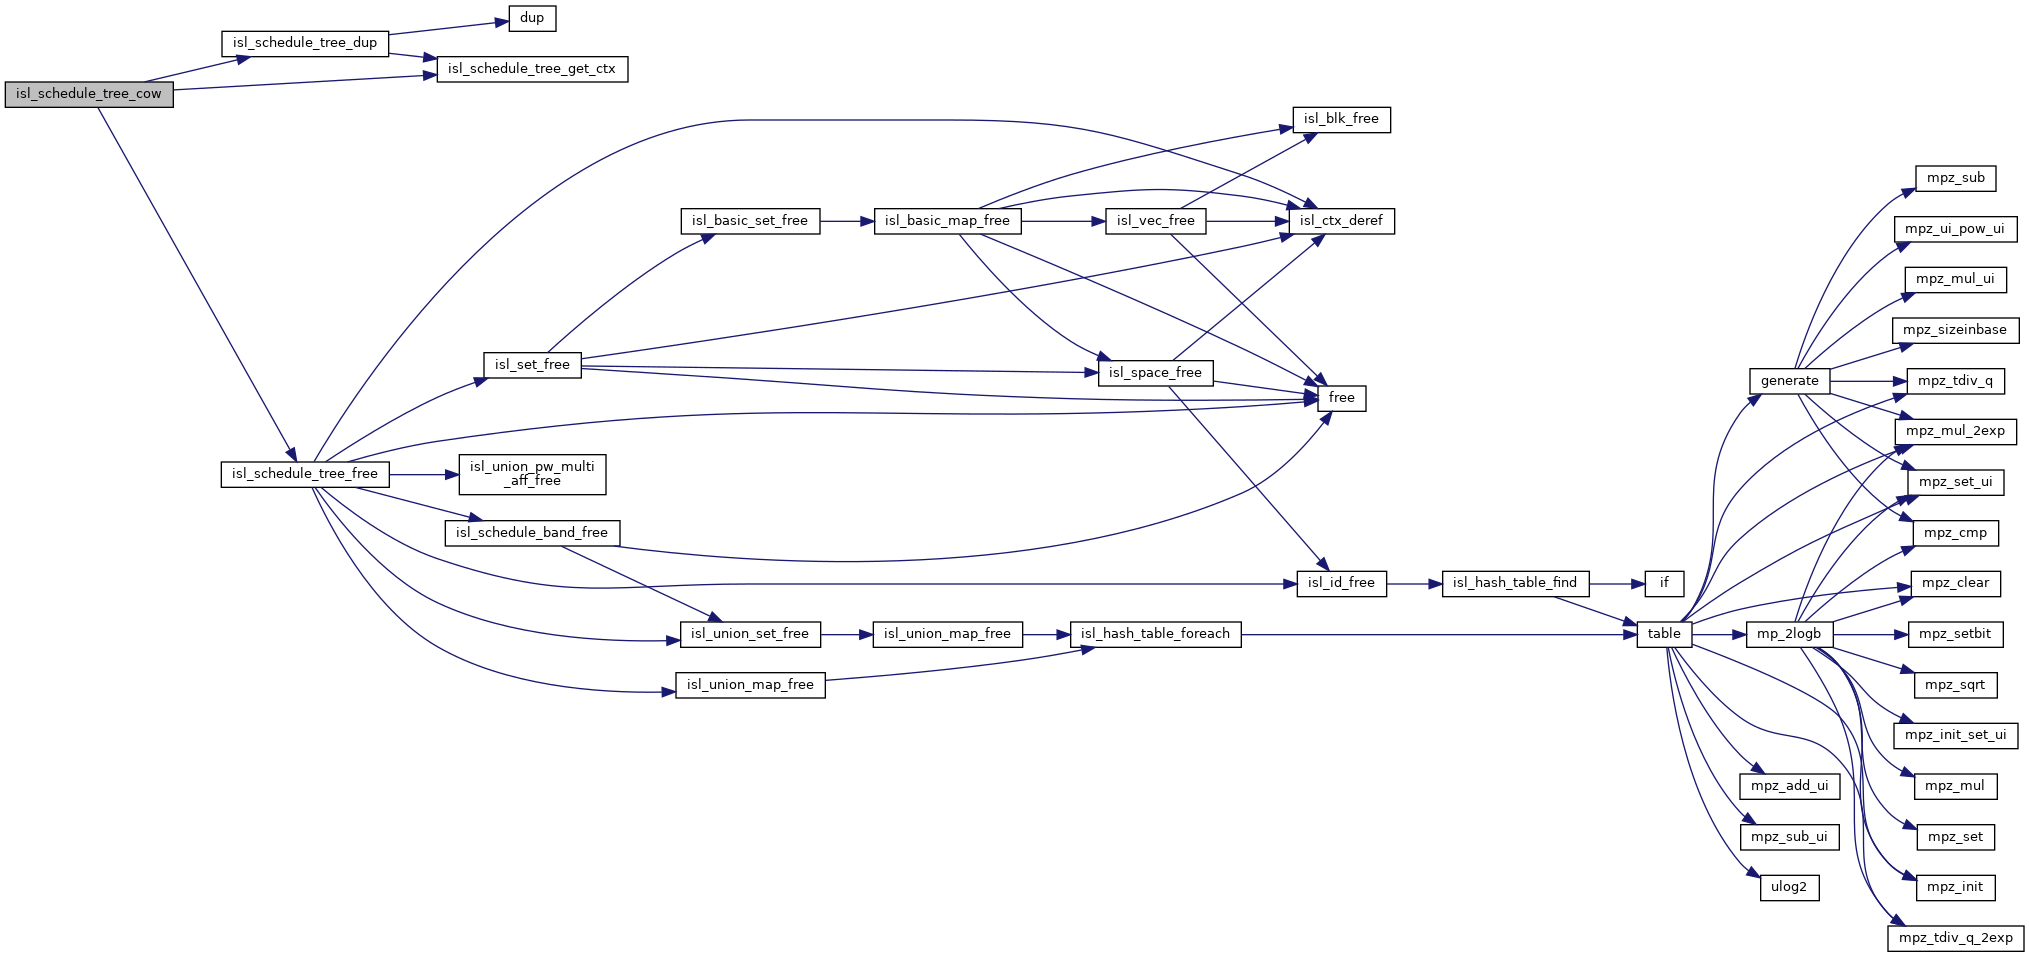 dup
isl_schedule_tree_dup
isl_schedule_tree_get_ctx
isl_schedule_tree_cow
isl_blk_free
mpz_sub
isl_basic_set_free
isl_basic_map_free
isl_vec_free
isl_ctx_deref
mpz_ui_pow_ui
mpz_mul_ui
mpz_sizeinbase
isl_set_free
isl_space_free
generate
mpz_tdiv_q
free
mpz_mul_2exp
isl_schedule_tree_free
isl_union_pw_multi
_aff_free
mpz_set_ui
isl_schedule_band_free
mpz_cmp
isl_id_free
isl_hash_table_find
if
mpz_clear
isl_union_set_free
isl_union_map_free
isl_hash_table_foreach
table
mp_2logb
mpz_setbit
isl_union_map_free
mpz_sqrt
mpz_init_set_ui
mpz_add_ui
mpz_mul
mpz_sub_ui
mpz_set
ulog2
mpz_init
mpz_tdiv_q_2exp